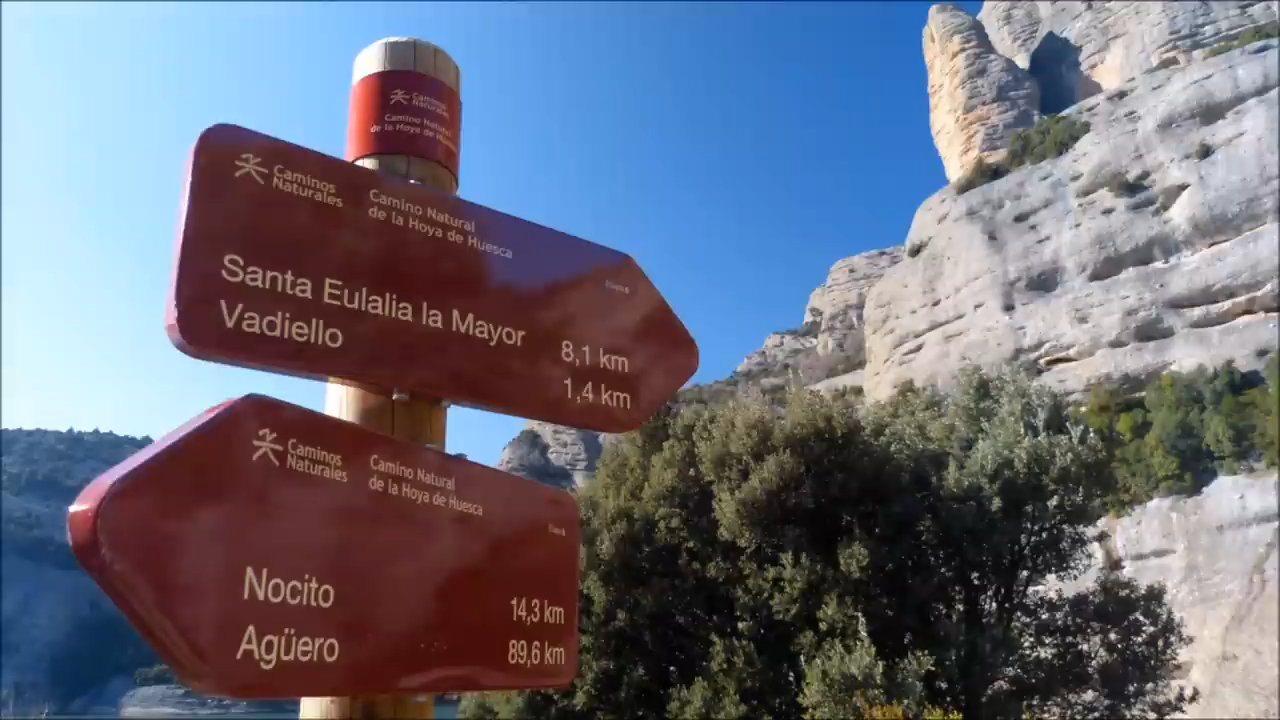 Caminos
Naturales
Camino Natural
de la Hoya de Huesca
Caminos
Naturales
Camino Natural
de la Hoya de Huesca
Santa Eulalia la Mayor 8,1 km
Vadiello 1,4 km
Caminos
Naturales
Camino Natural
de la Hoya de Huesca
Nocito 14,3 km
Agüero 89,6 km